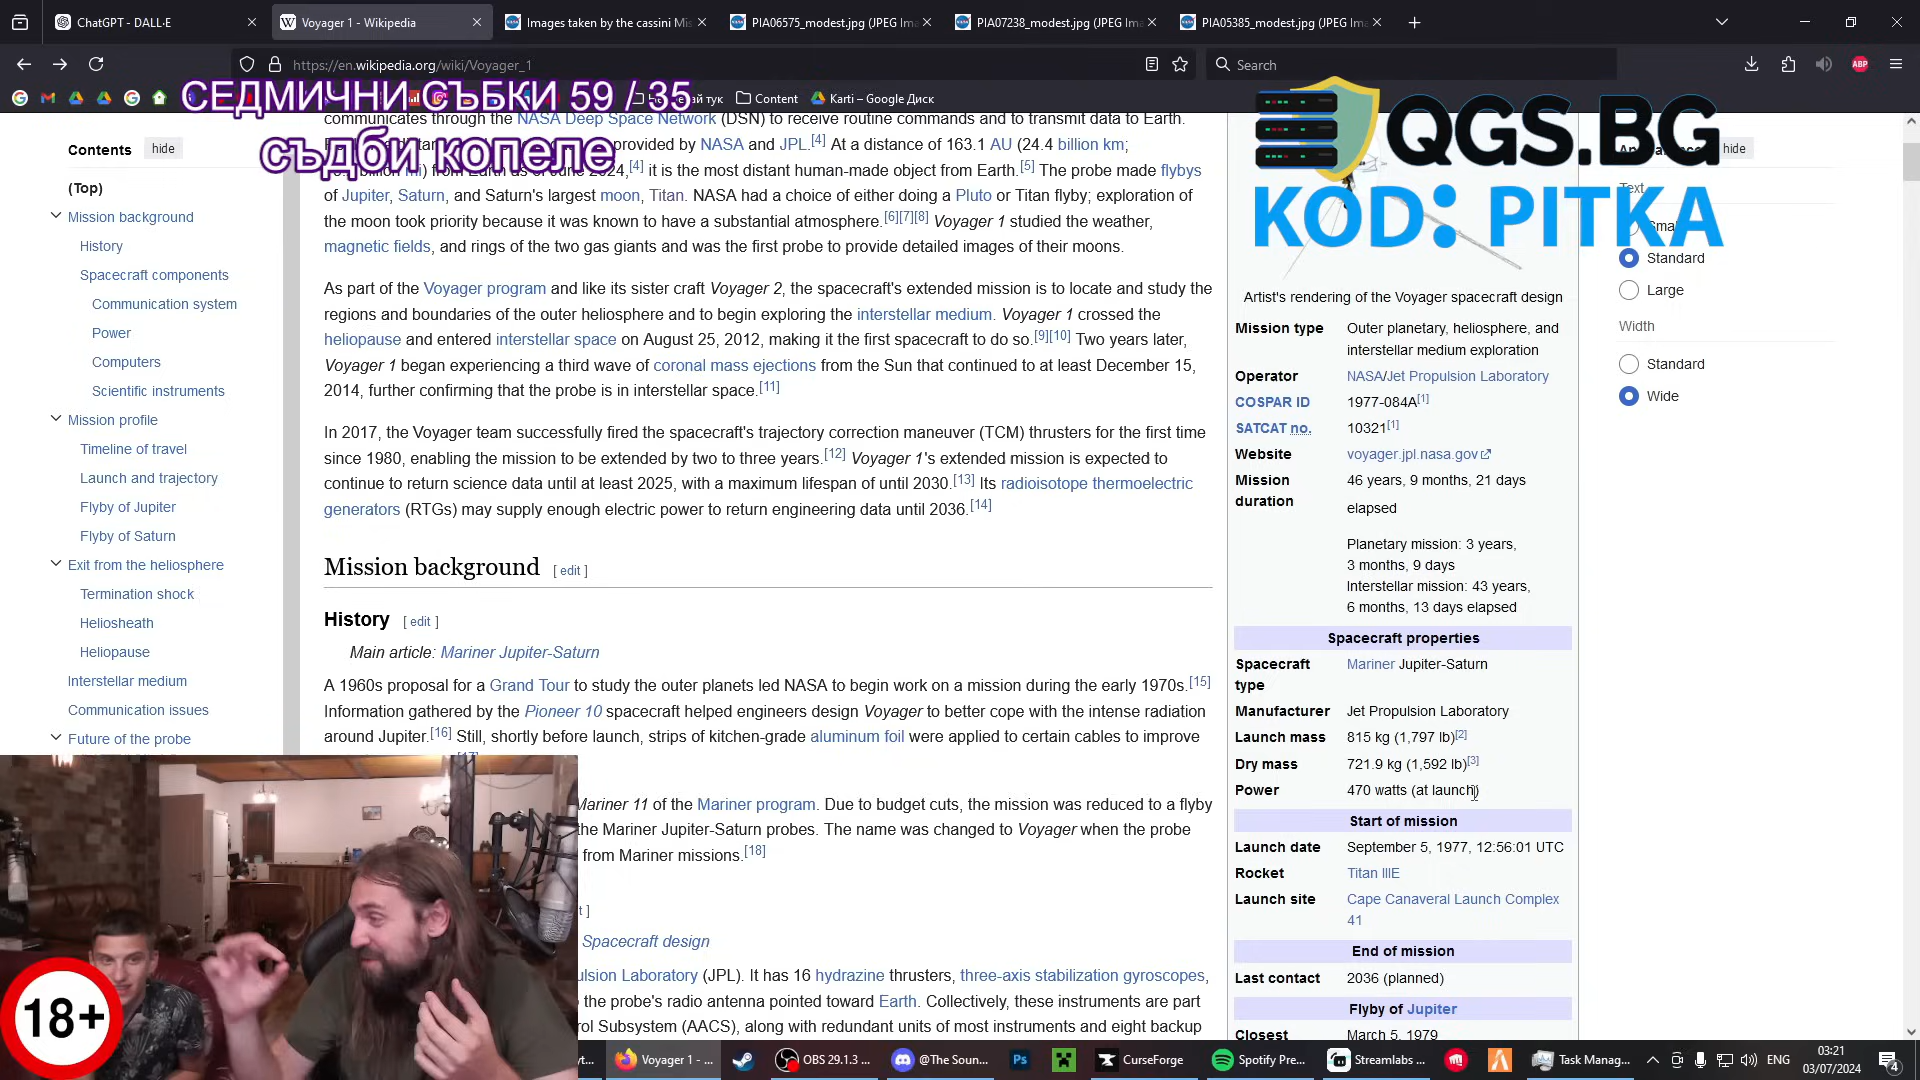 ChatGPT - DALL·E
Voyager 1 - Wikipedia
Images taken by the cassini Mis
PIA06575_modest.jpg (JPEG Ima
PIA07238_modest.jpg (JPEG Ima
PIA05385_modest.jpg (JPEG Ima
https://en.wikipedia.org/wiki/Voyager_1
Search
ABP
СЕДМИЧНИ СЪБКИ 59 / 35
съдби копеле
Content
Karti – Google Диск
QGS.BG
KOD: PITKA
Contents
hide
(Top)
Mission background
History
Spacecraft components
Communication system
Power
Computers
Scientific instruments
Mission profile
Timeline of travel
Launch and trajectory
Flyby of Jupiter
Flyby of Saturn
Exit from the heliosphere
Termination shock
Heliosheath
Heliopause
Interstellar medium
Communication issues
Future of the probe
communicates through the NASA Deep Space Network (DSN) to receive routine commands and to transmit data to Earth.
provided by NASA and JPL.[4] At a distance of 163.1 AU (24.4 billion km;
from Earth as of June 2024,[4] it is the most distant human-made object from Earth.[5] The probe made flybys
of Jupiter, Saturn, and Saturn's largest moon, Titan. NASA had a choice of either doing a Pluto or Titan flyby; exploration of
the moon took priority because it was known to have a substantial atmosphere.[6][7][8] Voyager 1 studied the weather,
magnetic fields, and rings of the two gas giants and was the first probe to provide detailed images of their moons.
As part of the Voyager program and like its sister craft Voyager 2, the spacecraft's extended mission is to locate and study the
regions and boundaries of the outer heliosphere and to begin exploring the interstellar medium. Voyager 1 crossed the
heliopause and entered interstellar space on August 25, 2012, making it the first spacecraft to do so.[9][10] Two years later,
Voyager 1 began experiencing a third wave of coronal mass ejections from the Sun that continued to at least December 15,
2014, further confirming that the probe is in interstellar space.[11]
In 2017, the Voyager team successfully fired the spacecraft's trajectory correction maneuver (TCM) thrusters for the first time
since 1980, enabling the mission to be extended by two to three years.[12] Voyager 1's extended mission is expected to
continue to return science data until at least 2025, with a maximum lifespan of until 2030.[13] Its radioisotope thermoelectric
generators (RTGs) may supply enough electric power to return engineering data until 2036.[14]
Mission background [ edit ]
History [ edit ]
Main article: Mariner Jupiter-Saturn
A 1960s proposal for a Grand Tour to study the outer planets led NASA to begin work on a mission during the early 1970s.[15]
Information gathered by the Pioneer 10 spacecraft helped engineers design Voyager to better cope with the intense radiation
around Jupiter.[16] Still, shortly before launch, strips of kitchen-grade aluminum foil were applied to certain cables to improve
Mariner 11 of the Mariner program. Due to budget cuts, the mission was reduced to a flyby
the Mariner Jupiter-Saturn probes. The name was changed to Voyager when the probe
from Mariner missions.[18]
Spacecraft design
ulsion Laboratory (JPL). It has 16 hydrazine thrusters, three-axis stabilization gyroscopes,
the probe's radio antenna pointed toward Earth. Collectively, these instruments are part
rol Subsystem (AACS), along with redundant units of most instruments and eight backup
Artist's rendering of the Voyager spacecraft design
Mission type Outer planetary, heliosphere, and
interstellar medium exploration
Operator NASA/Jet Propulsion Laboratory
COSPAR ID 1977-084A[1]
SATCAT no. 10321[1]
Website voyager.jpl.nasa.gov
Mission duration 46 years, 9 months, 21 days
elapsed
Planetary mission: 3 years,
3 months, 9 days
Interstellar mission: 43 years,
6 months, 13 days elapsed
Spacecraft properties
Spacecraft type Mariner Jupiter-Saturn
Manufacturer Jet Propulsion Laboratory
Launch mass 815 kg (1,797 lb)[2]
Dry mass 721.9 kg (1,592 lb)[3]
Power 470 watts (at launch)
Start of mission
Launch date September 5, 1977, 12:56:01 UTC
Rocket Titan IIIE
Launch site Cape Canaveral Launch Complex
41
End of mission
Last contact 2036 (planned)
Flyby of Jupiter
Closest March 5, 1979
hide
Text
Small
Standard
Large
Width
Standard
Wide
18+
Voyager 1 - ...
OBS 29.1.3 ...
@The Soun...
Ps
CurseForge
Spotify Pre...
Streamlabs ...
Task Manag...
ENG
03:21
03/07/2024
4